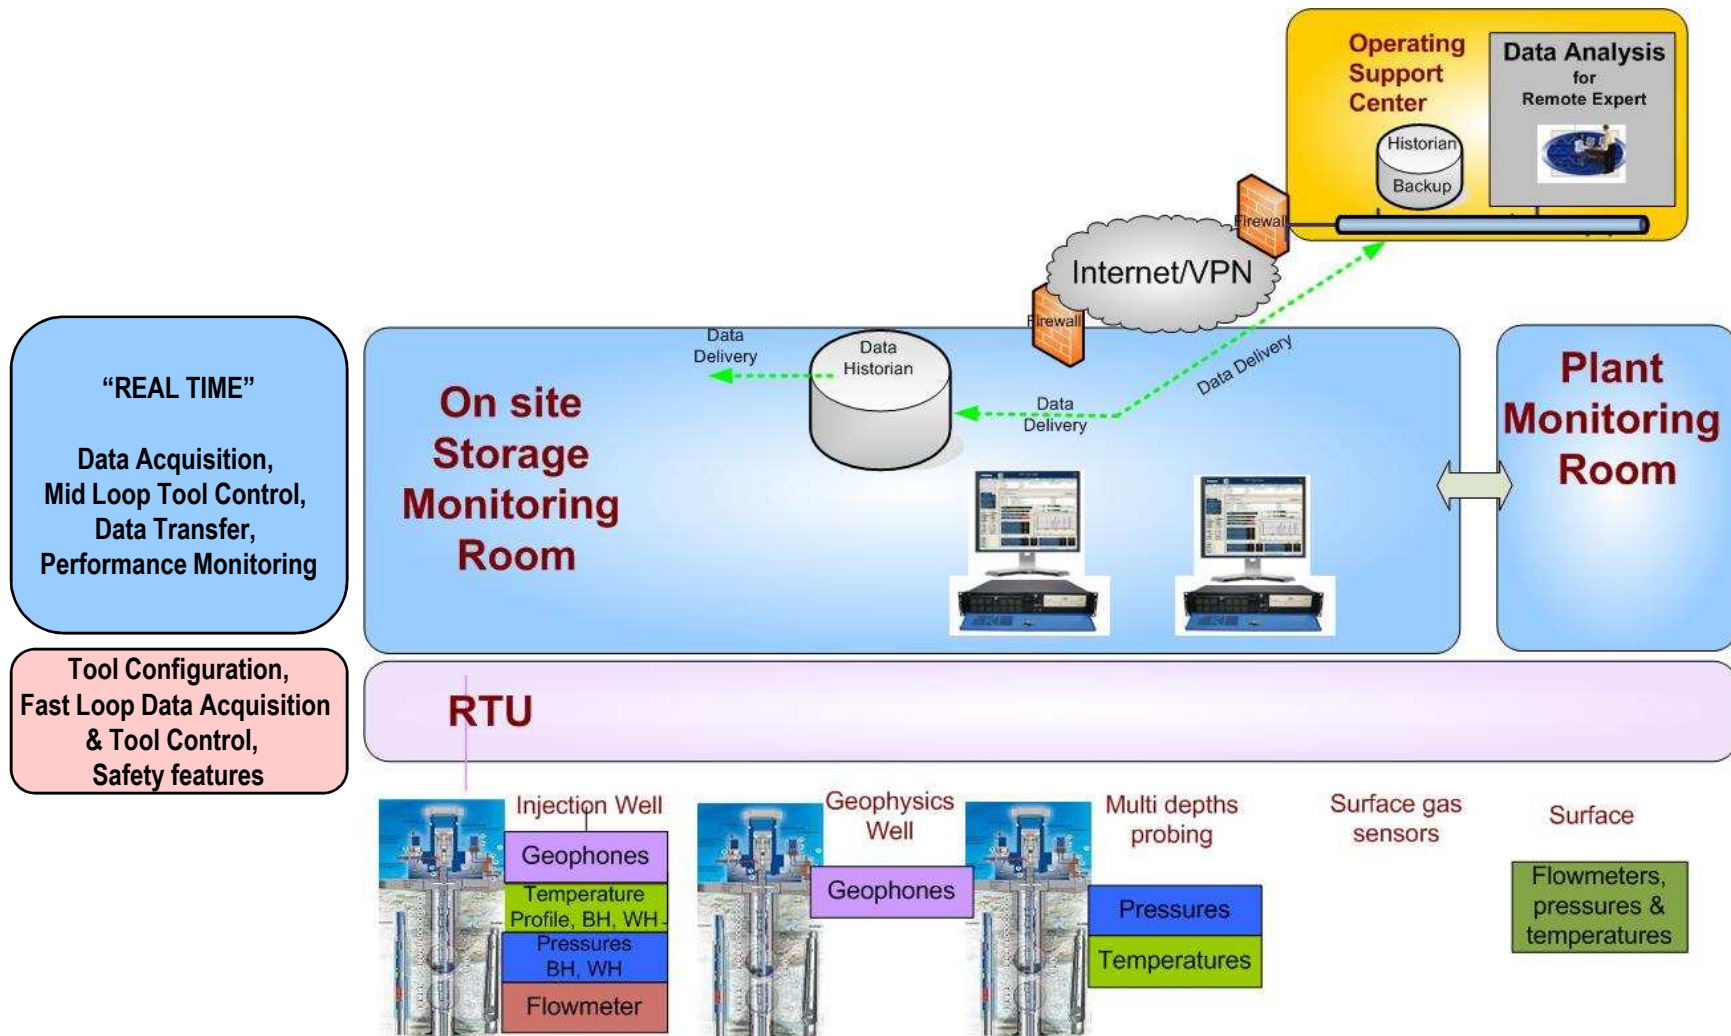 Operating
Support
Center
Data Analysis
for
Remote Expert
Historian
Backup
Firewall
Internet/VPN
Firewall
“REAL TIME”
Data Acquisition,
Mid Loop Tool Control,
Data Transfer,
Performance Monitoring
On site
Storage
Monitoring
Room
Data
Delivery
Data
Historian
Data
Delivery
Data Delivery
Plant
Monitoring
Room
Tool Configuration,
Fast Loop Data Acquisition
& Tool Control,
Safety features
RTU
Injection Well
Geophones
Temperature
Profile, BH, WH
Pressures
BH, WH
Flowmeter
Geophysics
Well
Geophones
Multi depths
probing
Pressures
Temperatures
Surface gas
sensors
Surface
Flowmeters,
pressures &
temperatures